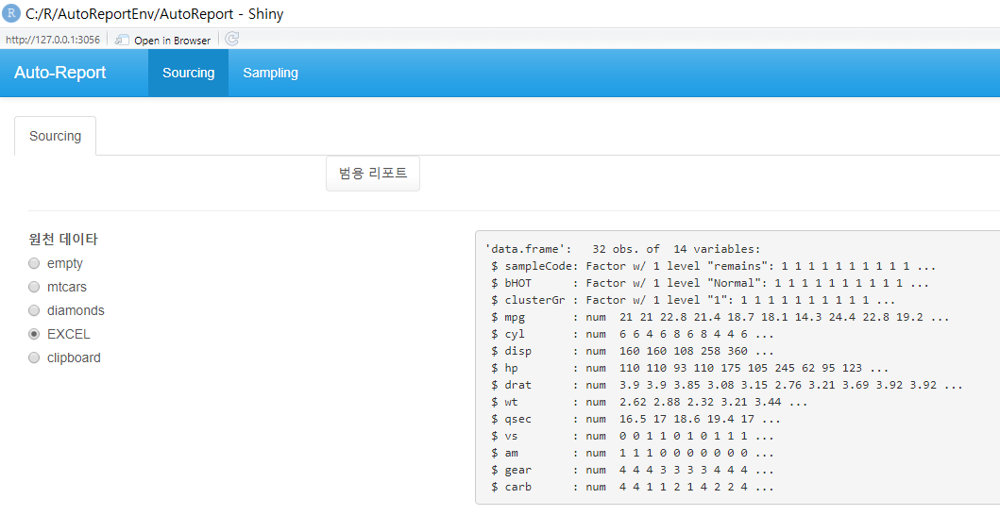 R C:/R/AutoReportEnv/AutoReport - Shiny
http://127.0.0.1:3056 Open in Browser
Auto-Report Sourcing Sampling
Sourcing
범용 리포트
원천 데이타
empty
mtcars
diamonds
EXCEL
clipboard
'data.frame':   32 obs. of  14 variables:
 $ sampleCode: Factor w/ 1 level "remains": 1 1 1 1 1 1 1 1 1 1 ...
 $ bHOT      : Factor w/ 1 level "Normal": 1 1 1 1 1 1 1 1 1 1 ...
 $ clusterGr : Factor w/ 1 level "1": 1 1 1 1 1 1 1 1 1 1 ...
 $ mpg       : num  21 21 22.8 21.4 18.7 18.1 14.3 24.4 22.8 19.2 ...
 $ cyl       : num  6 6 4 6 8 6 8 4 4 6 ...
 $ disp      : num  160 160 108 258 360 ...
 $ hp        : num  110 110 93 110 175 105 245 62 95 123 ...
 $ drat      : num  3.9 3.9 3.85 3.08 3.15 2.76 3.21 3.69 3.92 3.92 ...
 $ wt        : num  2.62 2.88 2.32 3.21 3.44 ...
 $ qsec      : num  16.5 17 18.6 19.4 17 ...
 $ vs        : num  0 0 1 1 0 1 0 1 1 1 ...
 $ am        : num  1 1 1 0 0 0 0 0 0 0 ...
 $ gear      : num  4 4 4 3 3 3 3 4 4 4 ...
 $ carb      : num  4 4 1 1 2 1 4 2 2 4 ...